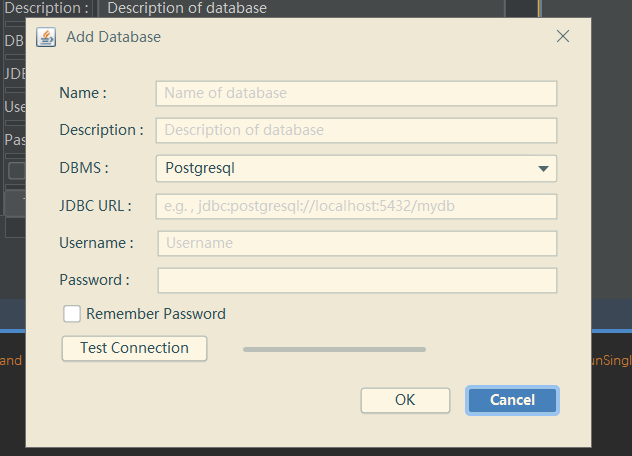 Description : Description of database
Add Database
DB
Name : Name of database
JDB
Description : Description of database
Use
DBMS : Postgresql
Pas
JDBC URL : e.g. , jdbc:postgresql://localhost:5432/mydb
Username : Username
Password :
Remember Password
Test Connection
and
unSingl
OK Cancel